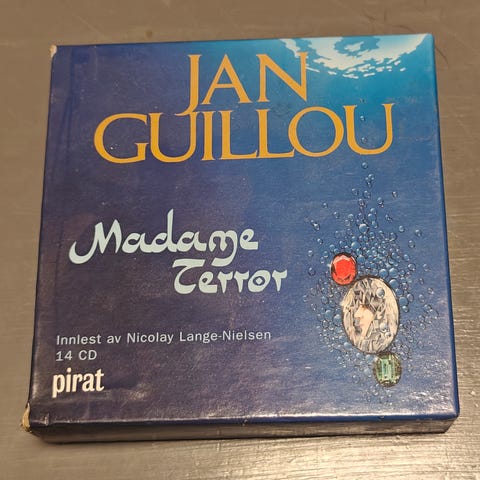 JAN
GUILLOU
Madame
Terror
Innlest av Nicolay Lange-Nielsen
14 CD
pirat